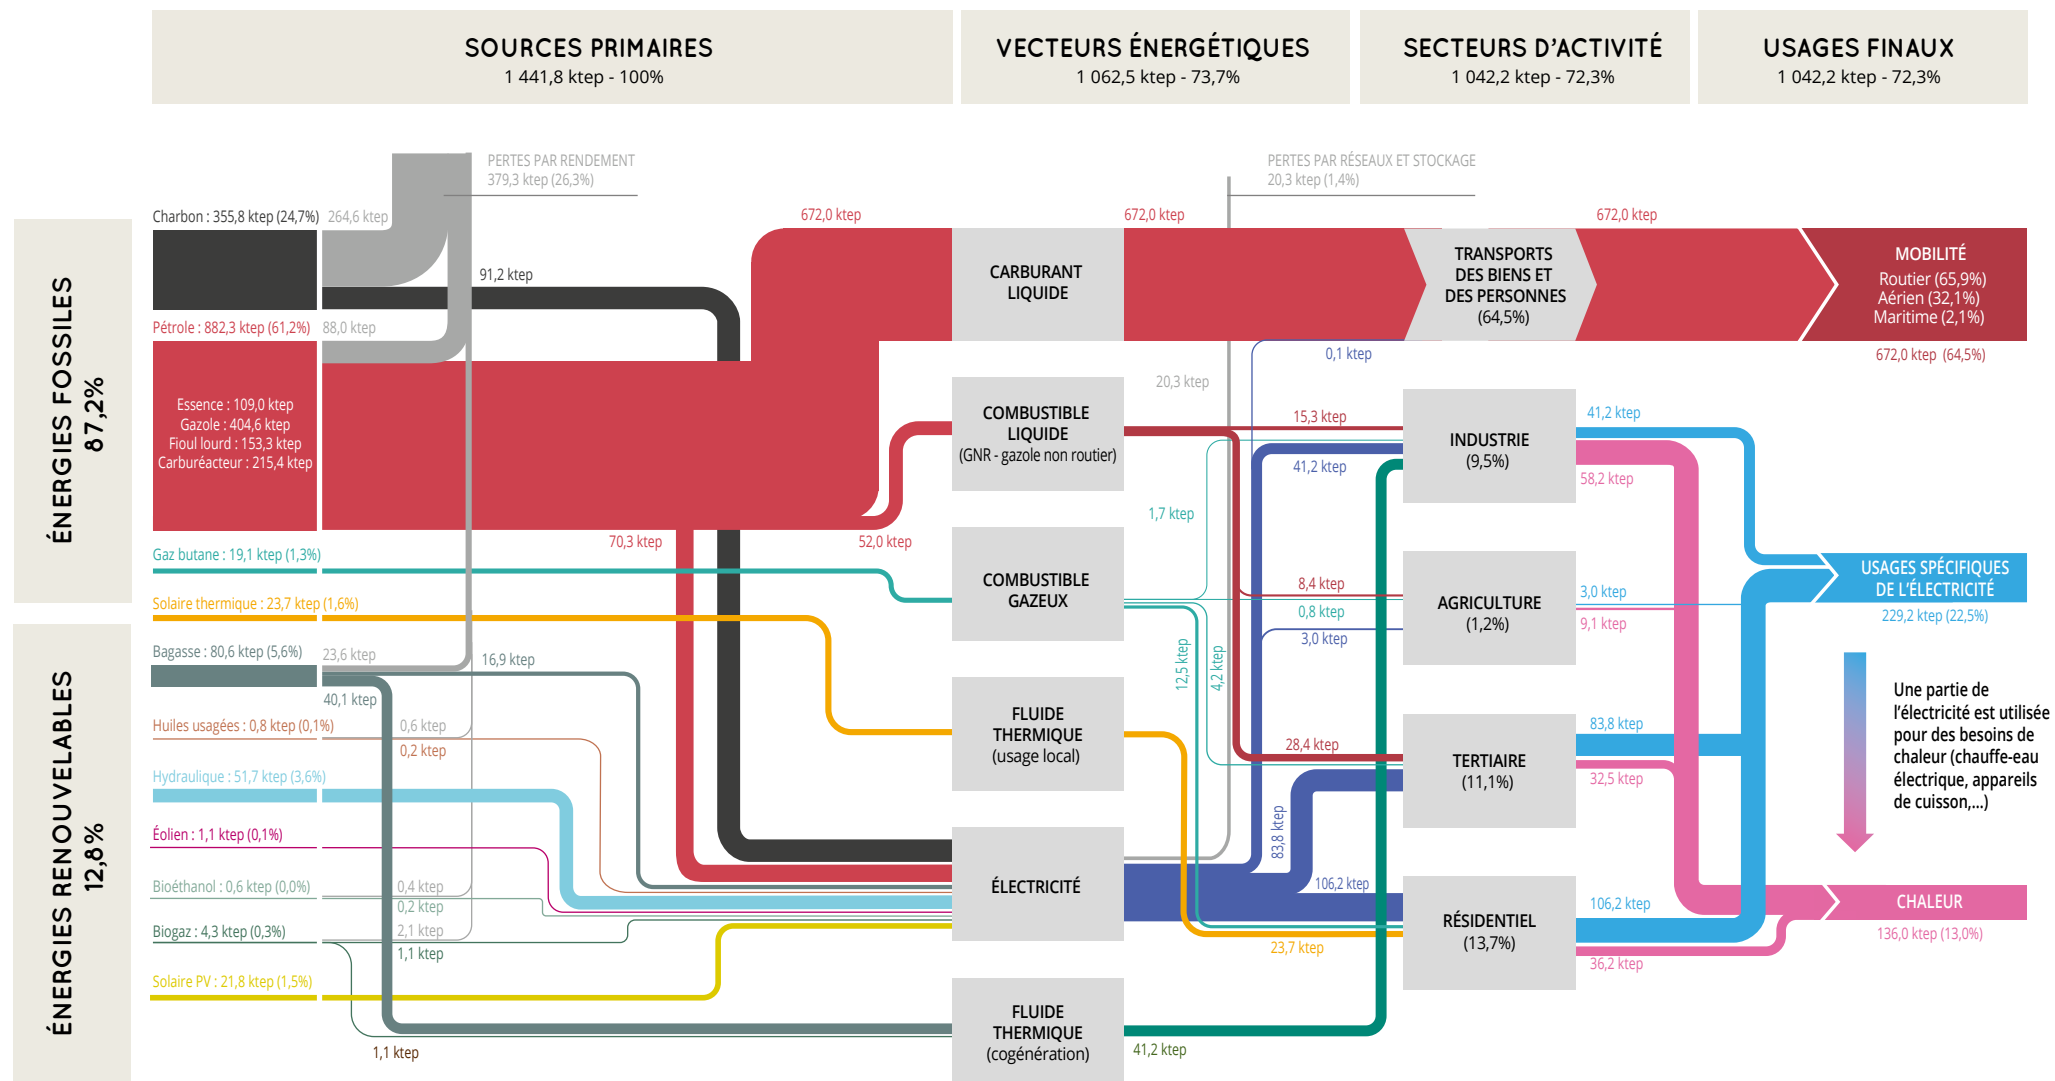 SOURCES PRIMAIRES
1 441,8 ktep - 100%
VECTEURS ÉNERGÉTIQUES
1 062,5 ktep - 73,7%
SECTEURS D’ACTIVITÉ
1 042,2 ktep - 72,3%
USAGES FINAUX
1 042,2 ktep - 72,3%
ÉNERGIES FOSSILES
87,2%
ÉNERGIES RENOUVELABLES
12,8%
PERTES PAR RENDEMENT
379,3 ktep (26,3%)
Charbon : 355,8 ktep (24,7%)
264,6 ktep
91,2 ktep
Pétrole : 882,3 ktep (61,2%)
88,0 ktep
Essence : 109,0 ktep
Gazole : 404,6 ktep
Fioul lourd : 153,3 ktep
Carburéacteur : 215,4 ktep
672,0 ktep
70,3 ktep
52,0 ktep
Gaz butane : 19,1 ktep (1,3%)
Solaire thermique : 23,7 ktep (1,6%)
Bagasse : 80,6 ktep (5,6%)
23,6 ktep
16,9 ktep
40,1 ktep
Huiles usagées : 0,8 ktep (0,1%)
0,6 ktep
0,2 ktep
Hydraulique : 51,7 ktep (3,6%)
Éolien : 1,1 ktep (0,1%)
Bioéthanol : 0,6 ktep (0,0%)
0,4 ktep
0,2 ktep
Biogaz : 4,3 ktep (0,3%)
2,1 ktep
1,1 ktep
Solaire PV : 21,8 ktep (1,5%)
1,1 ktep
CARBURANT
LIQUIDE
COMBUSTIBLE
LIQUIDE
(GNR - gazole non routier)
COMBUSTIBLE
GAZEUX
FLUIDE
THERMIQUE
(usage local)
ÉLECTRICITÉ
FLUIDE
THERMIQUE
(cogénération)
PERTES PAR RÉSEAUX ET STOCKAGE
20,3 ktep (1,4%)
672,0 ktep
0,1 ktep
20,3 ktep
15,3 ktep
41,2 ktep
1,7 ktep
8,4 ktep
0,8 ktep
3,0 ktep
12,5 ktep
4,2 ktep
28,4 ktep
83,8 ktep
106,2 ktep
23,7 ktep
41,2 ktep
TRANSPORTS
DES BIENS ET
DES PERSONNES
(64,5%)
INDUSTRIE
(9,5%)
AGRICULTURE
(1,2%)
TERTIAIRE
(11,1%)
RÉSIDENTIEL
(13,7%)
672,0 ktep
41,2 ktep
58,2 ktep
3,0 ktep
9,1 ktep
83,8 ktep
32,5 ktep
106,2 ktep
36,2 ktep
MOBILITÉ
Routier (65,9%)
Aérien (32,1%)
Maritime (2,1%)
672,0 ktep (64,5%)
USAGES SPÉCIFIQUES
DE L’ÉLECTRICITÉ
229,2 ktep (22,5%)
Une partie de
l’électricité est utilisée
pour des besoins de
chaleur (chauffe-eau
électrique, appareils
de cuisson,...)
CHALEUR
136,0 ktep (13,0%)